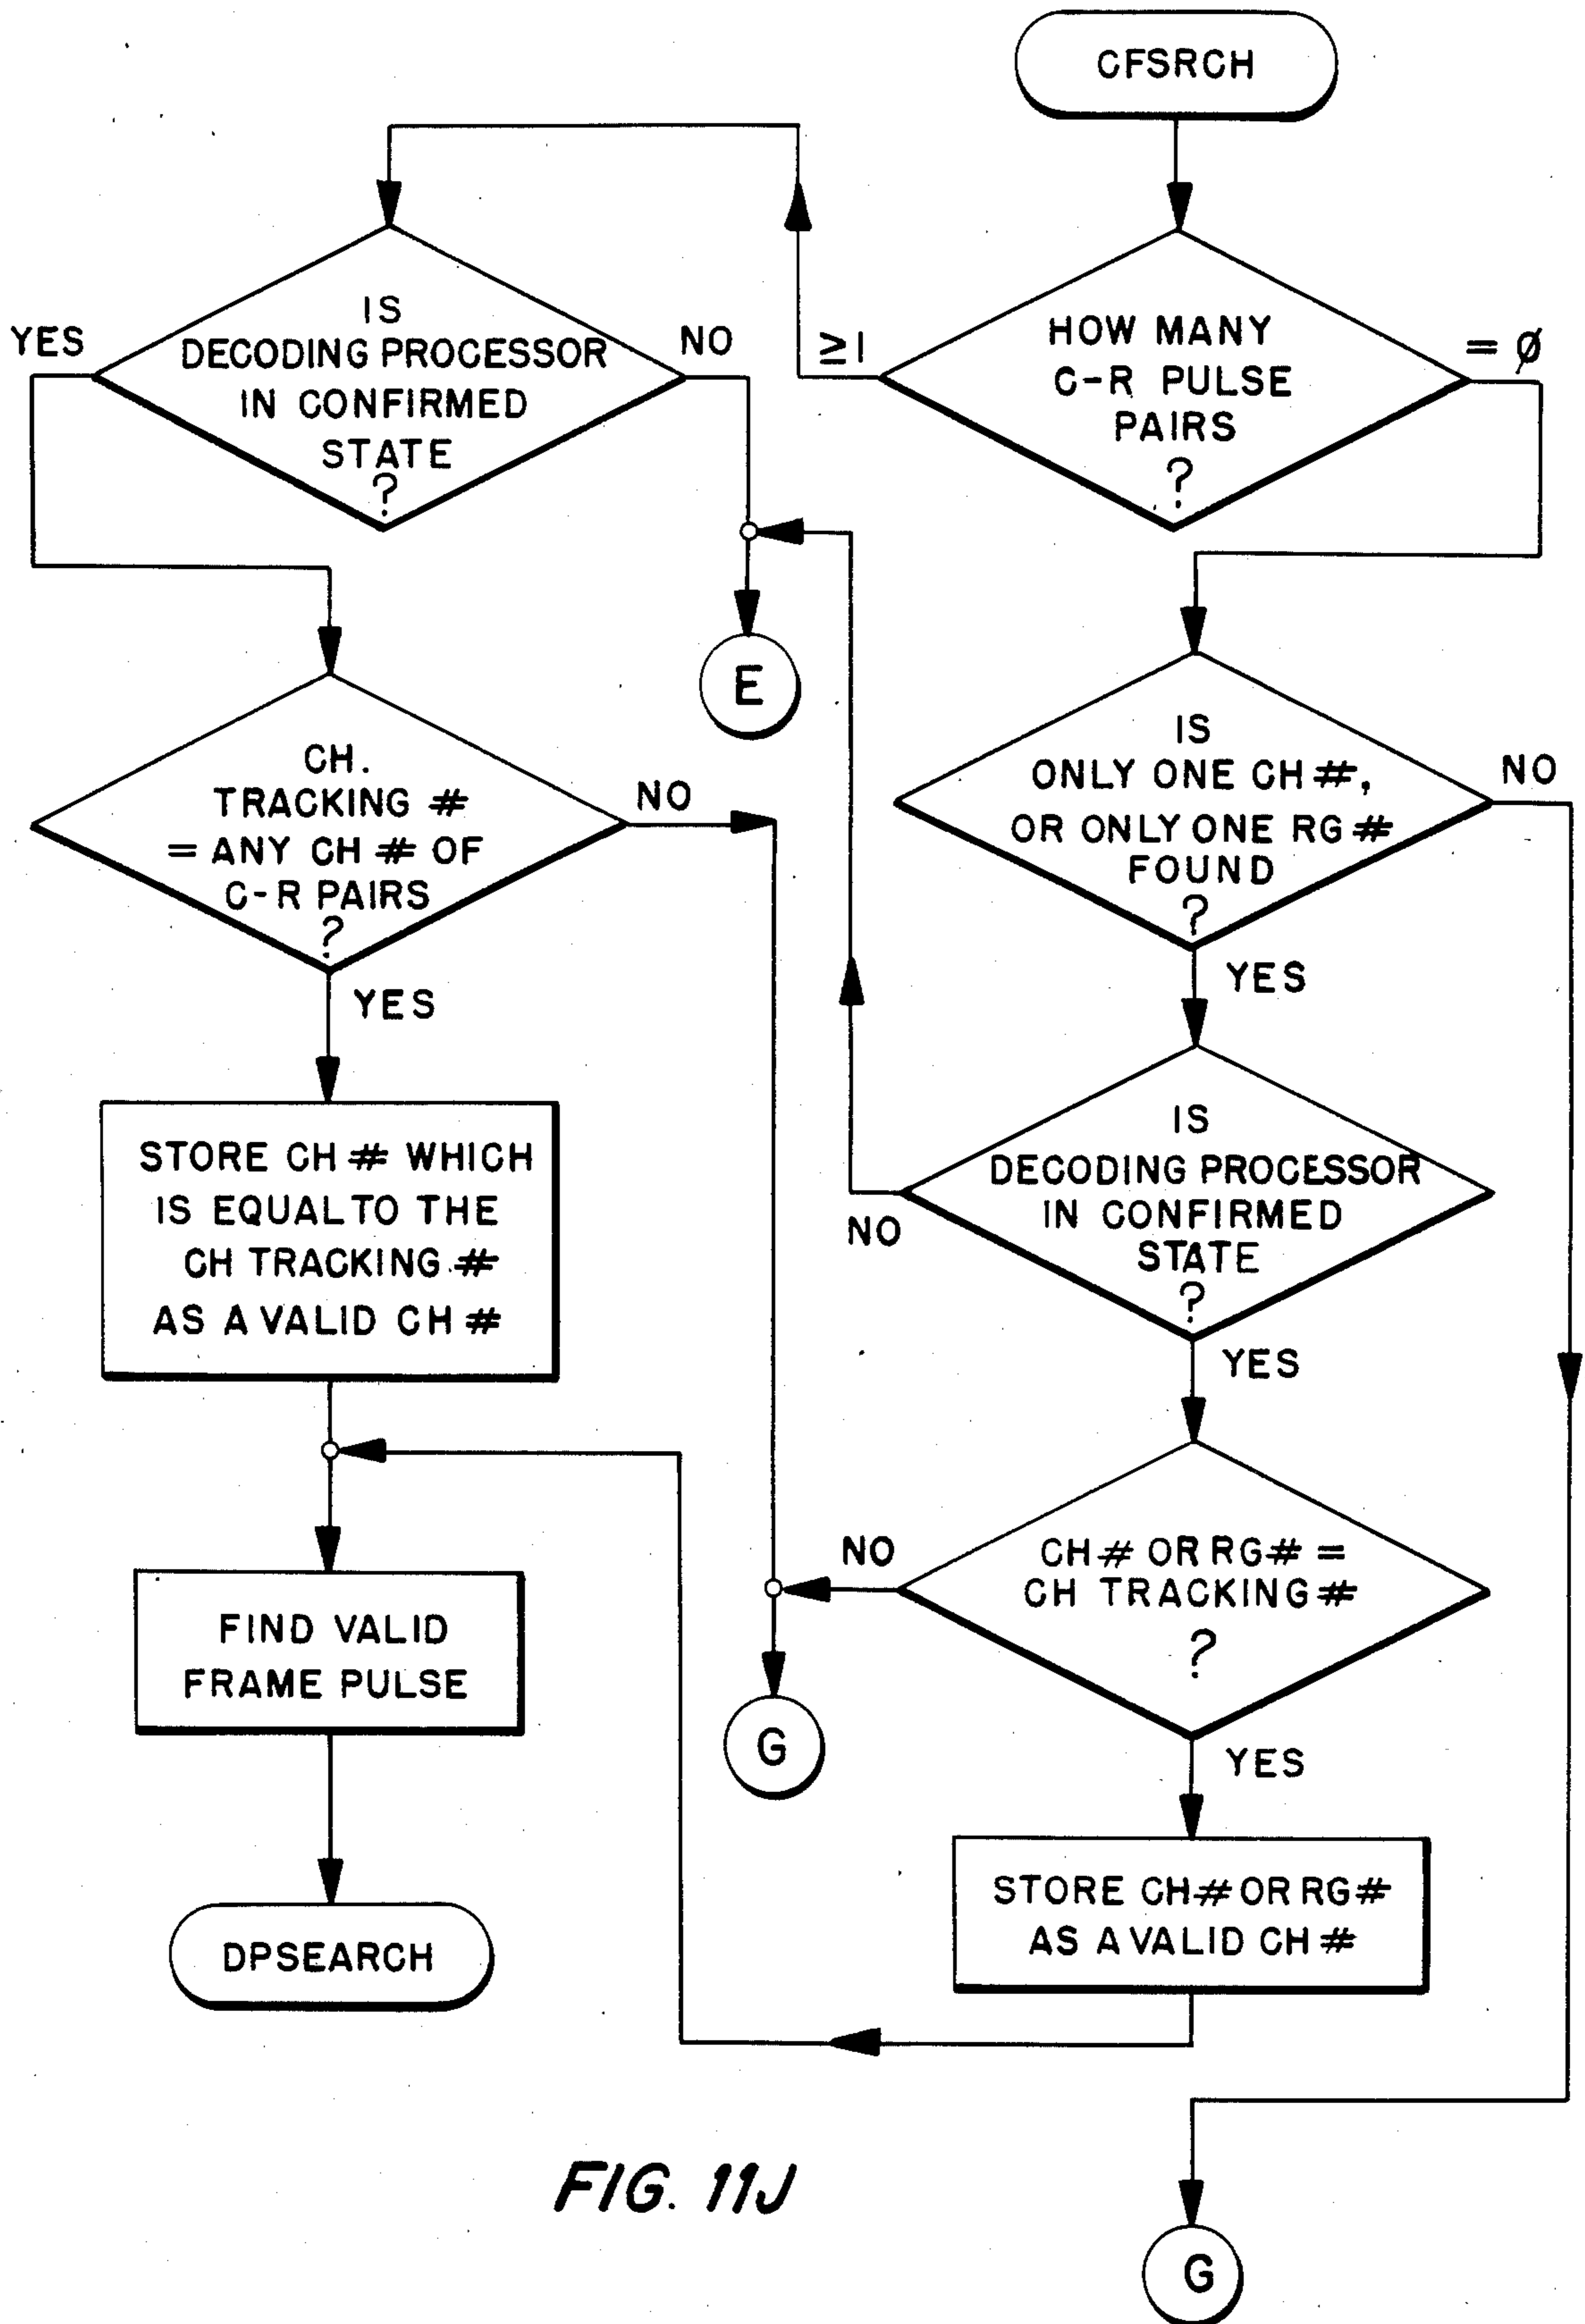 CFSRCH
HOW MANY
C-R PULSE
PAIRS
?
≥1
= Ø
IS
DECODING PROCESSOR
IN CONFIRMED
STATE
?
YES
NO
E
CH.
TRACKING #
= ANY CH # OF
C-R PAIRS
?
NO
YES
STORE CH # WHICH
IS EQUAL TO THE
CH TRACKING #
AS A VALID CH #
FIND VALID
FRAME PULSE
DPSEARCH
IS
ONLY ONE CH #,
OR ONLY ONE RG #
FOUND
?
NO
YES
IS
DECODING PROCESSOR
IN CONFIRMED
STATE
?
NO
YES
CH# OR RG# =
CH TRACKING #
?
NO
G
YES
STORE CH# OR RG#
AS A VALID CH #
G
FIG. 11J